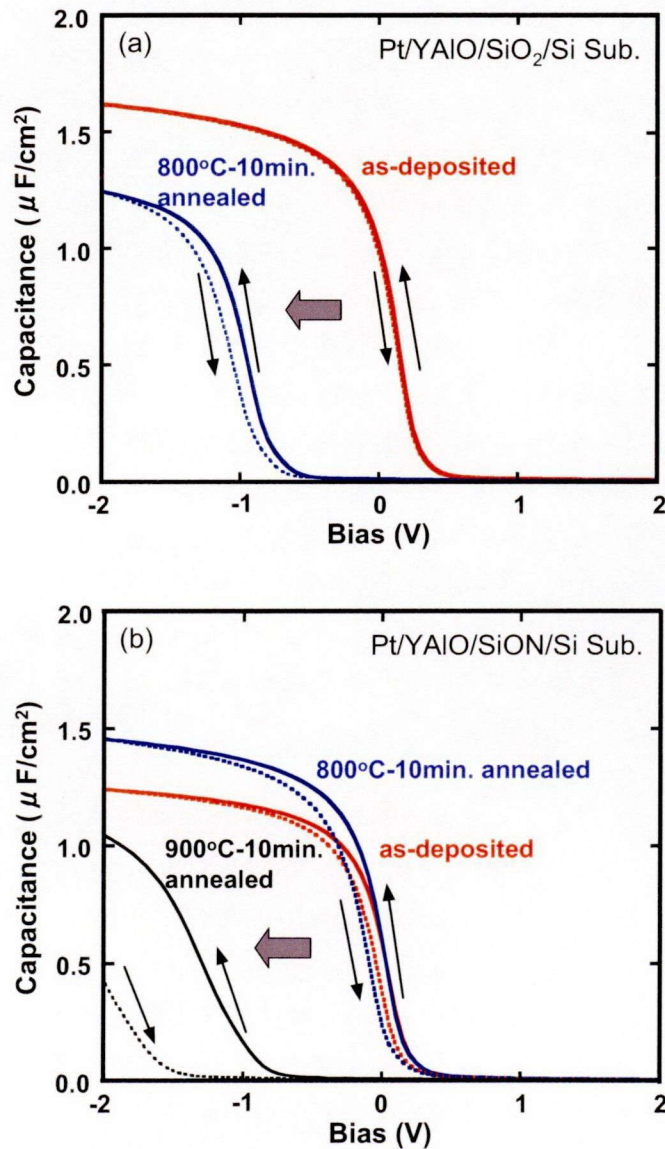 (a) Pt/YAlO/SiO₂/Si Sub.
2.0
1.5
1.0
0.5
0.0
Capacitance ( μ F/cm²)
800°C-10min.
annealed
as-deposited
-2 -1 0 1 2
Bias (V)
(b) Pt/YAlO/SiON/Si Sub.
2.0
1.5
1.0
0.5
0.0
Capacitance ( μ F/cm²)
800°C-10min. annealed
as-deposited
900°C-10min.
annealed
-2 -1 0 1 2
Bias (V)